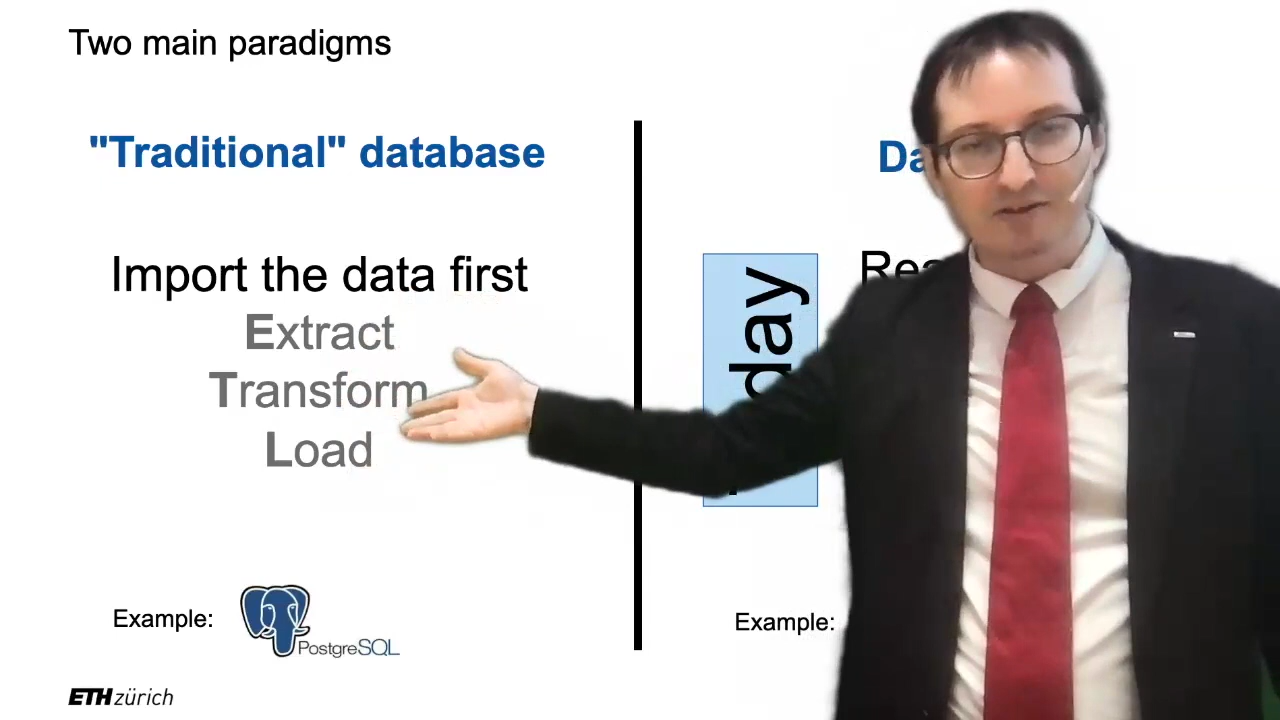 Two main paradigms
"Traditional" database
Import the data first
Extract
Transform
Load
Example:
PostgreSQL
Example:
ETH zürich